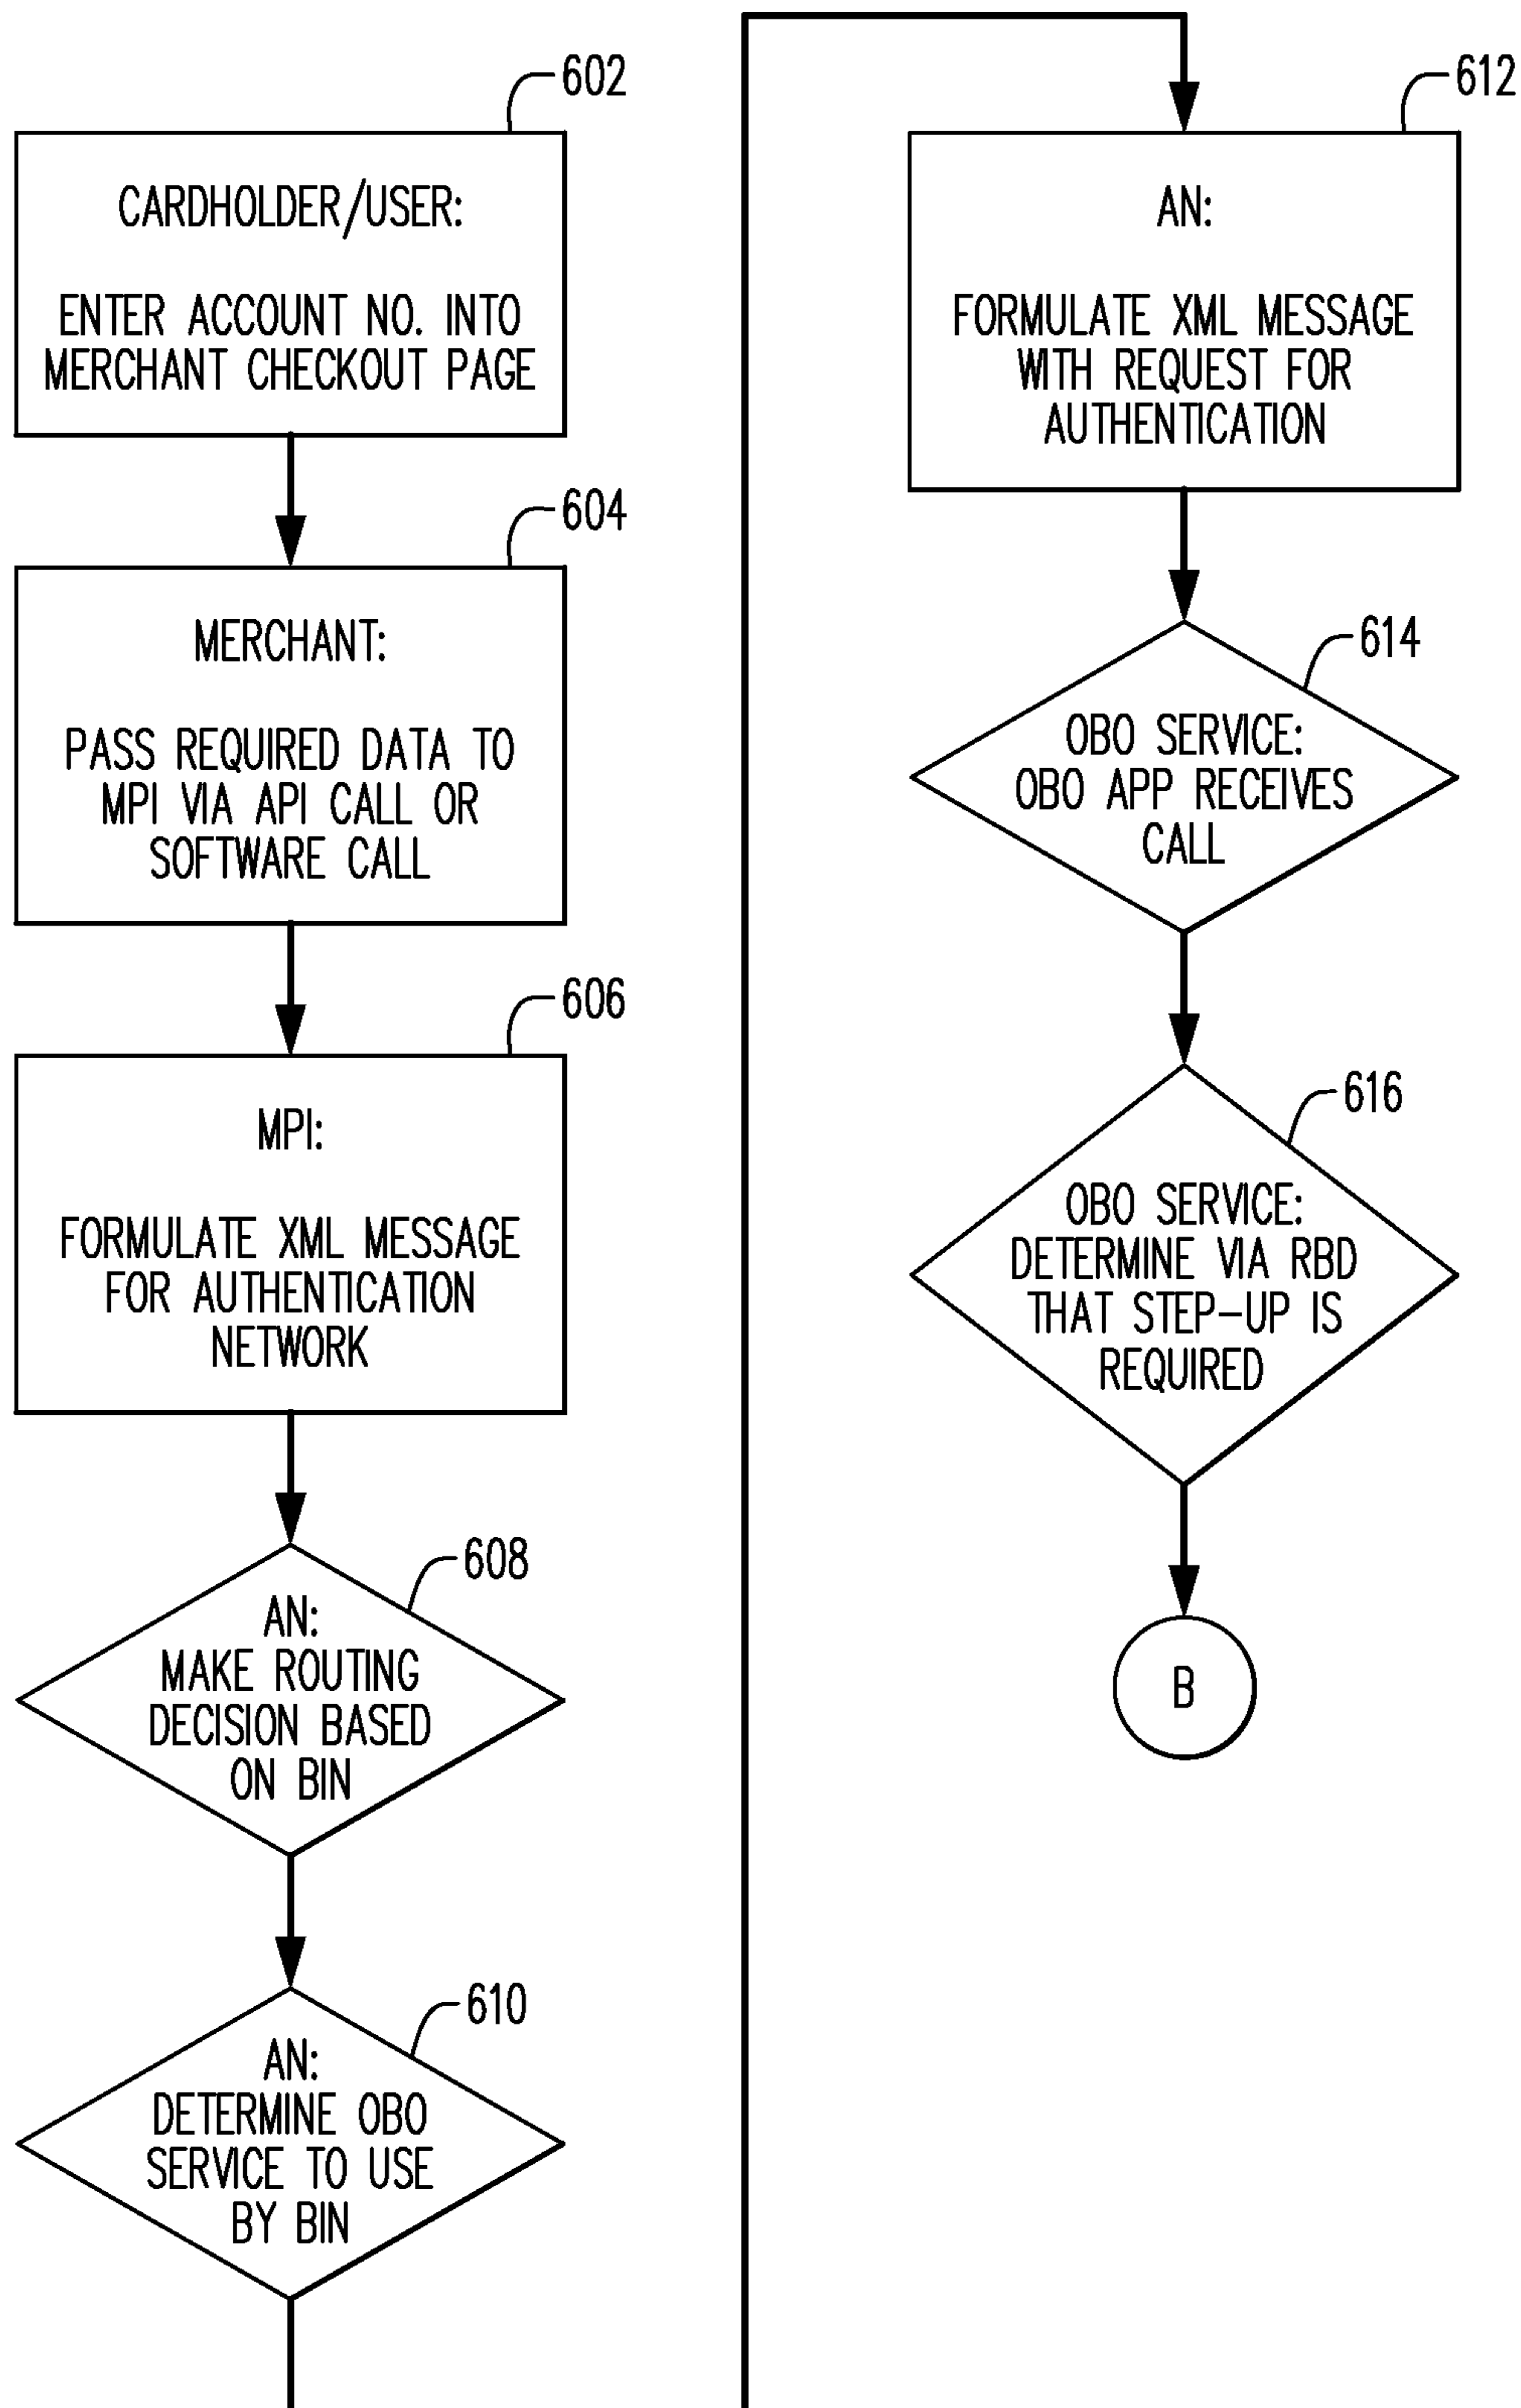 602
CARDHOLDER/USER:
ENTER ACCOUNT NO. INTO
MERCHANT CHECKOUT PAGE
604
MERCHANT:
PASS REQUIRED DATA TO
MPI VIA API CALL OR
SOFTWARE CALL
606
MPI:
FORMULATE XML MESSAGE
FOR AUTHENTICATION
NETWORK
608
AN:
MAKE ROUTING
DECISION BASED
ON BIN
610
AN:
DETERMINE OBO
SERVICE TO USE
BY BIN
612
AN:
FORMULATE XML MESSAGE
WITH REQUEST FOR
AUTHENTICATION
614
OBO SERVICE:
OBO APP RECEIVES
CALL
616
OBO SERVICE:
DETERMINE VIA RBD
THAT STEP-UP IS
REQUIRED
B